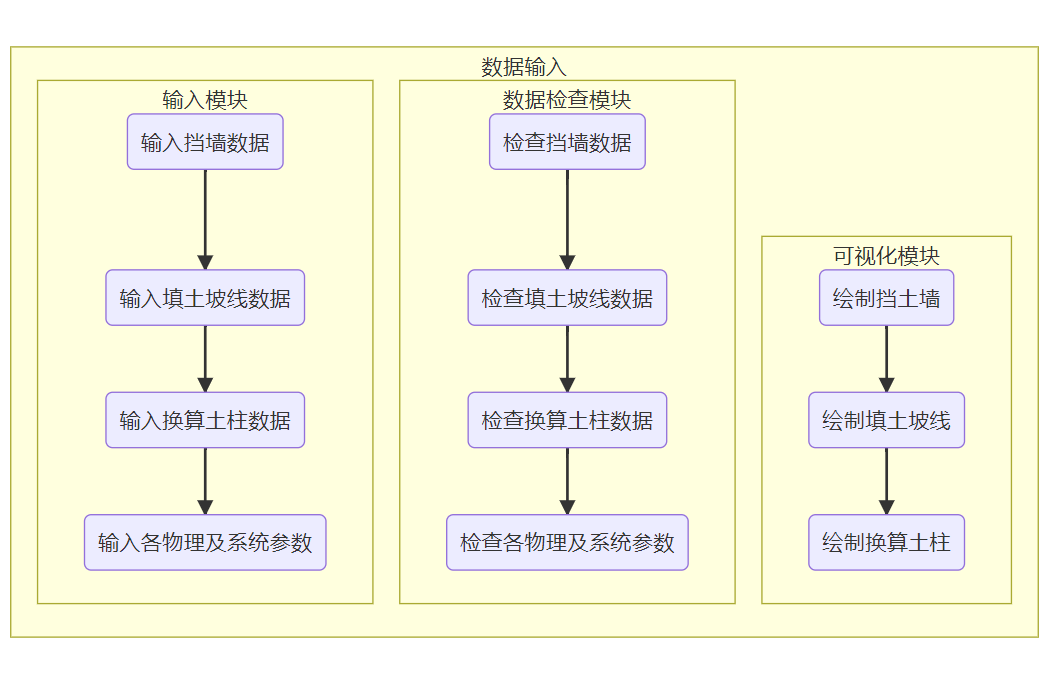 数据输入
输入模块
输入挡墙数据
输入填土坡线数据
输入换算土柱数据
输入各物理及系统参数
数据检查模块
检查挡墙数据
检查填土坡线数据
检查换算土柱数据
检查各物理及系统参数
可视化模块
绘制挡土墙
绘制填土坡线
绘制换算土柱